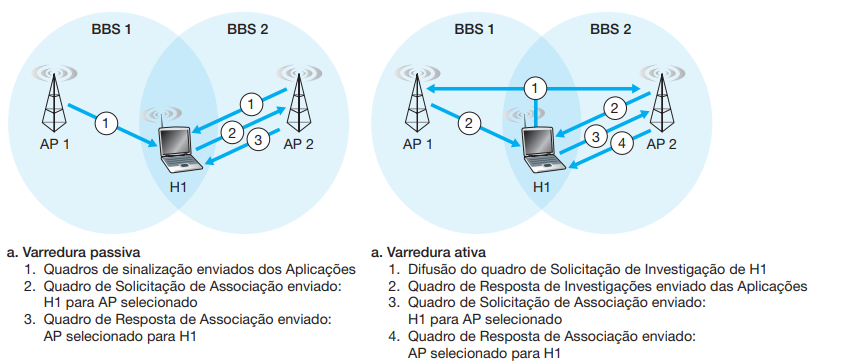 BBS 1
BBS 2
1
1
2
3
AP 1
AP 2
H1
a. Varredura passiva
1. Quadros de sinalização enviados dos Aplicações
2. Quadro de Solicitação de Associação enviado:
H1 para AP selecionado
3. Quadro de Resposta de Associação enviado:
AP selecionado para H1
BBS 1
BBS 2
1
2
2
3
4
AP 1
AP 2
H1
a. Varredura ativa
1. Difusão do quadro de Solicitação de Investigação de H1
2. Quadro de Resposta de Investigações enviado das Aplicações
3. Quadro de Solicitação de Associação enviado:
H1 para AP selecionado
4. Quadro de Resposta de Associação enviado:
AP selecionado para H1